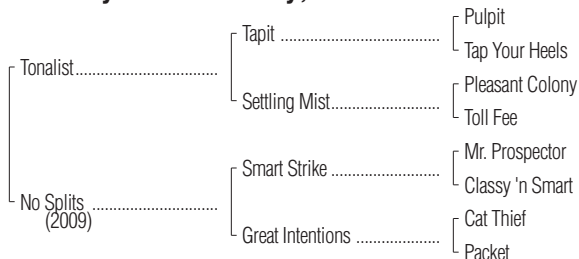 Tapit
Pulpit
Tap Your Heels
Tonalist
Settling Mist
Pleasant Colony
Toll Fee
Smart Strike
Mr. Prospector
Classy 'n Smart
No Splits
(2009)
Great Intentions
Cat Thief
Packet